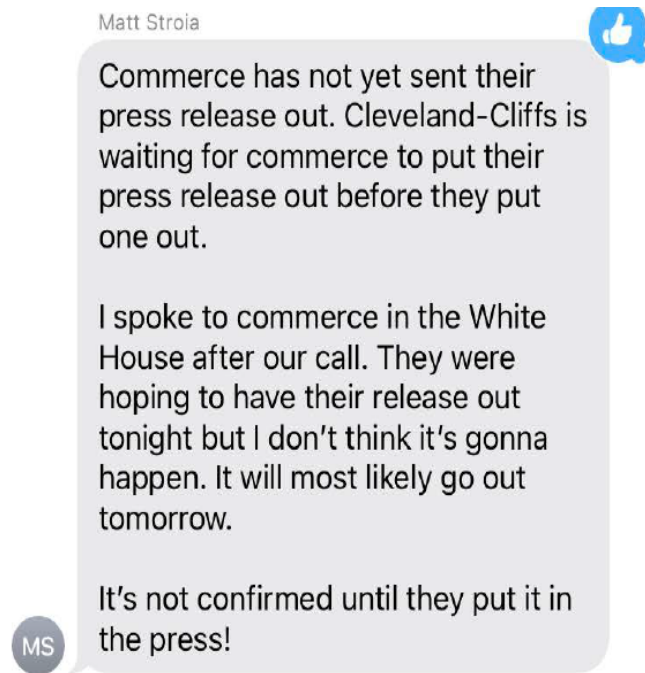 Matt Stroia
Commerce has not yet sent their
press release out. Cleveland-Cliffs is
waiting for commerce to put their
press release out before they put
one out.
I spoke to commerce in the White
House after our call. They were
hoping to have their release out
tonight but I don't think it's gonna
happen. It will most likely go out
tomorrow.
It's not confirmed until they put it in
the press!
MS